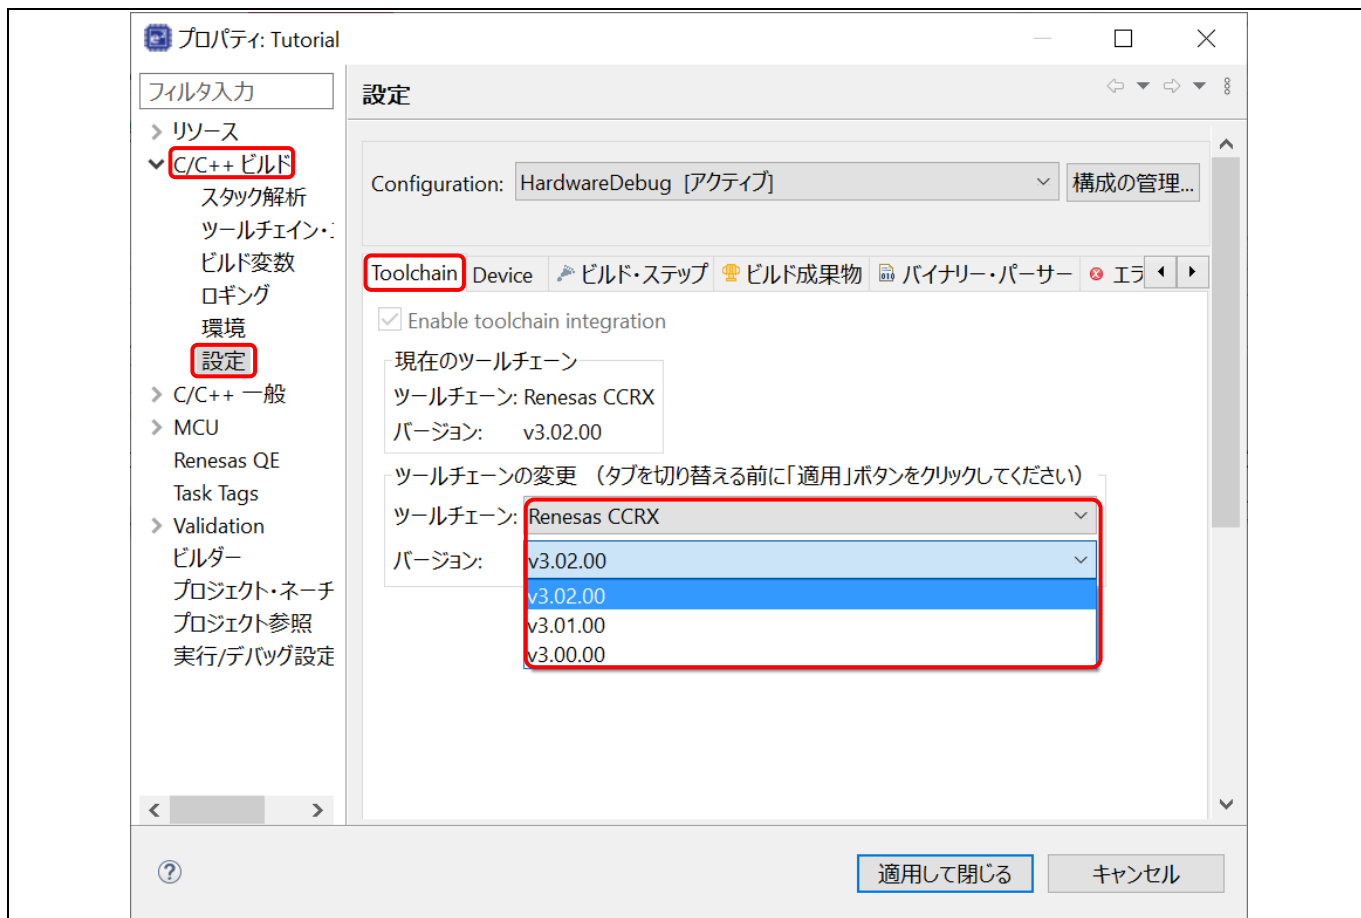 プロパティ: Tutorial
フィルタ入力
リソース
C/C++ ビルド
スタック解析
ツールチェイン・
ビルド変数
ロギング
環境
設定
C/C++ 一般
MCU
Renesas QE
Task Tags
Validation
ビルダー
プロジェクト・ネーチ
プロジェクト参照
実行/デバッグ設定
設定
Configuration: HardwareDebug [アクティブ] 構成の管理...
Toolchain Device ビルド・ステップ ビルド成果物 バイナリー・パーサー エラ
Enable toolchain integration
現在のツールチェーン
ツールチェーン: Renesas CCRX
バージョン: v3.02.00
ツールチェーンの変更 （タブを切り替える前に「適用」ボタンをクリックしてください）
ツールチェーン: Renesas CCRX
バージョン: v3.02.00
v3.02.00
v3.01.00
v3.00.00
適用して閉じる キャンセル